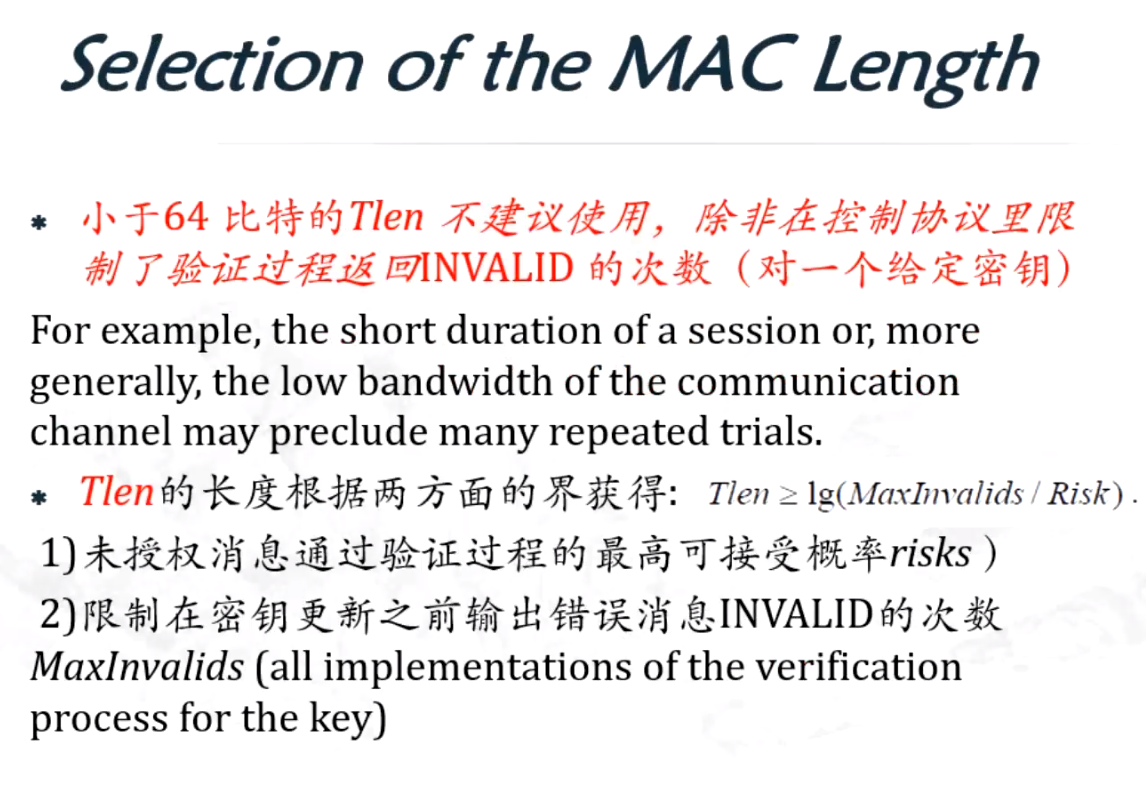 Selection of the MAC Length
* 小于64 比特的Tlen 不建议使用，除非在控制协议里限
制了验证过程返回INVALID 的次数（对一个给定密钥）
For example, the short duration of a session or, more
generally, the low bandwidth of the communication
channel may preclude many repeated trials.
* Tlen的长度根据两方面的界获得: Tlen ≥ lg(MaxInvalids / Risk) .
1)未授权消息通过验证过程的最高可接受概率risks ）
2)限制在密钥更新之前输出错误消息INVALID的次数
MaxInvalids (all implementations of the verification
process for the key)